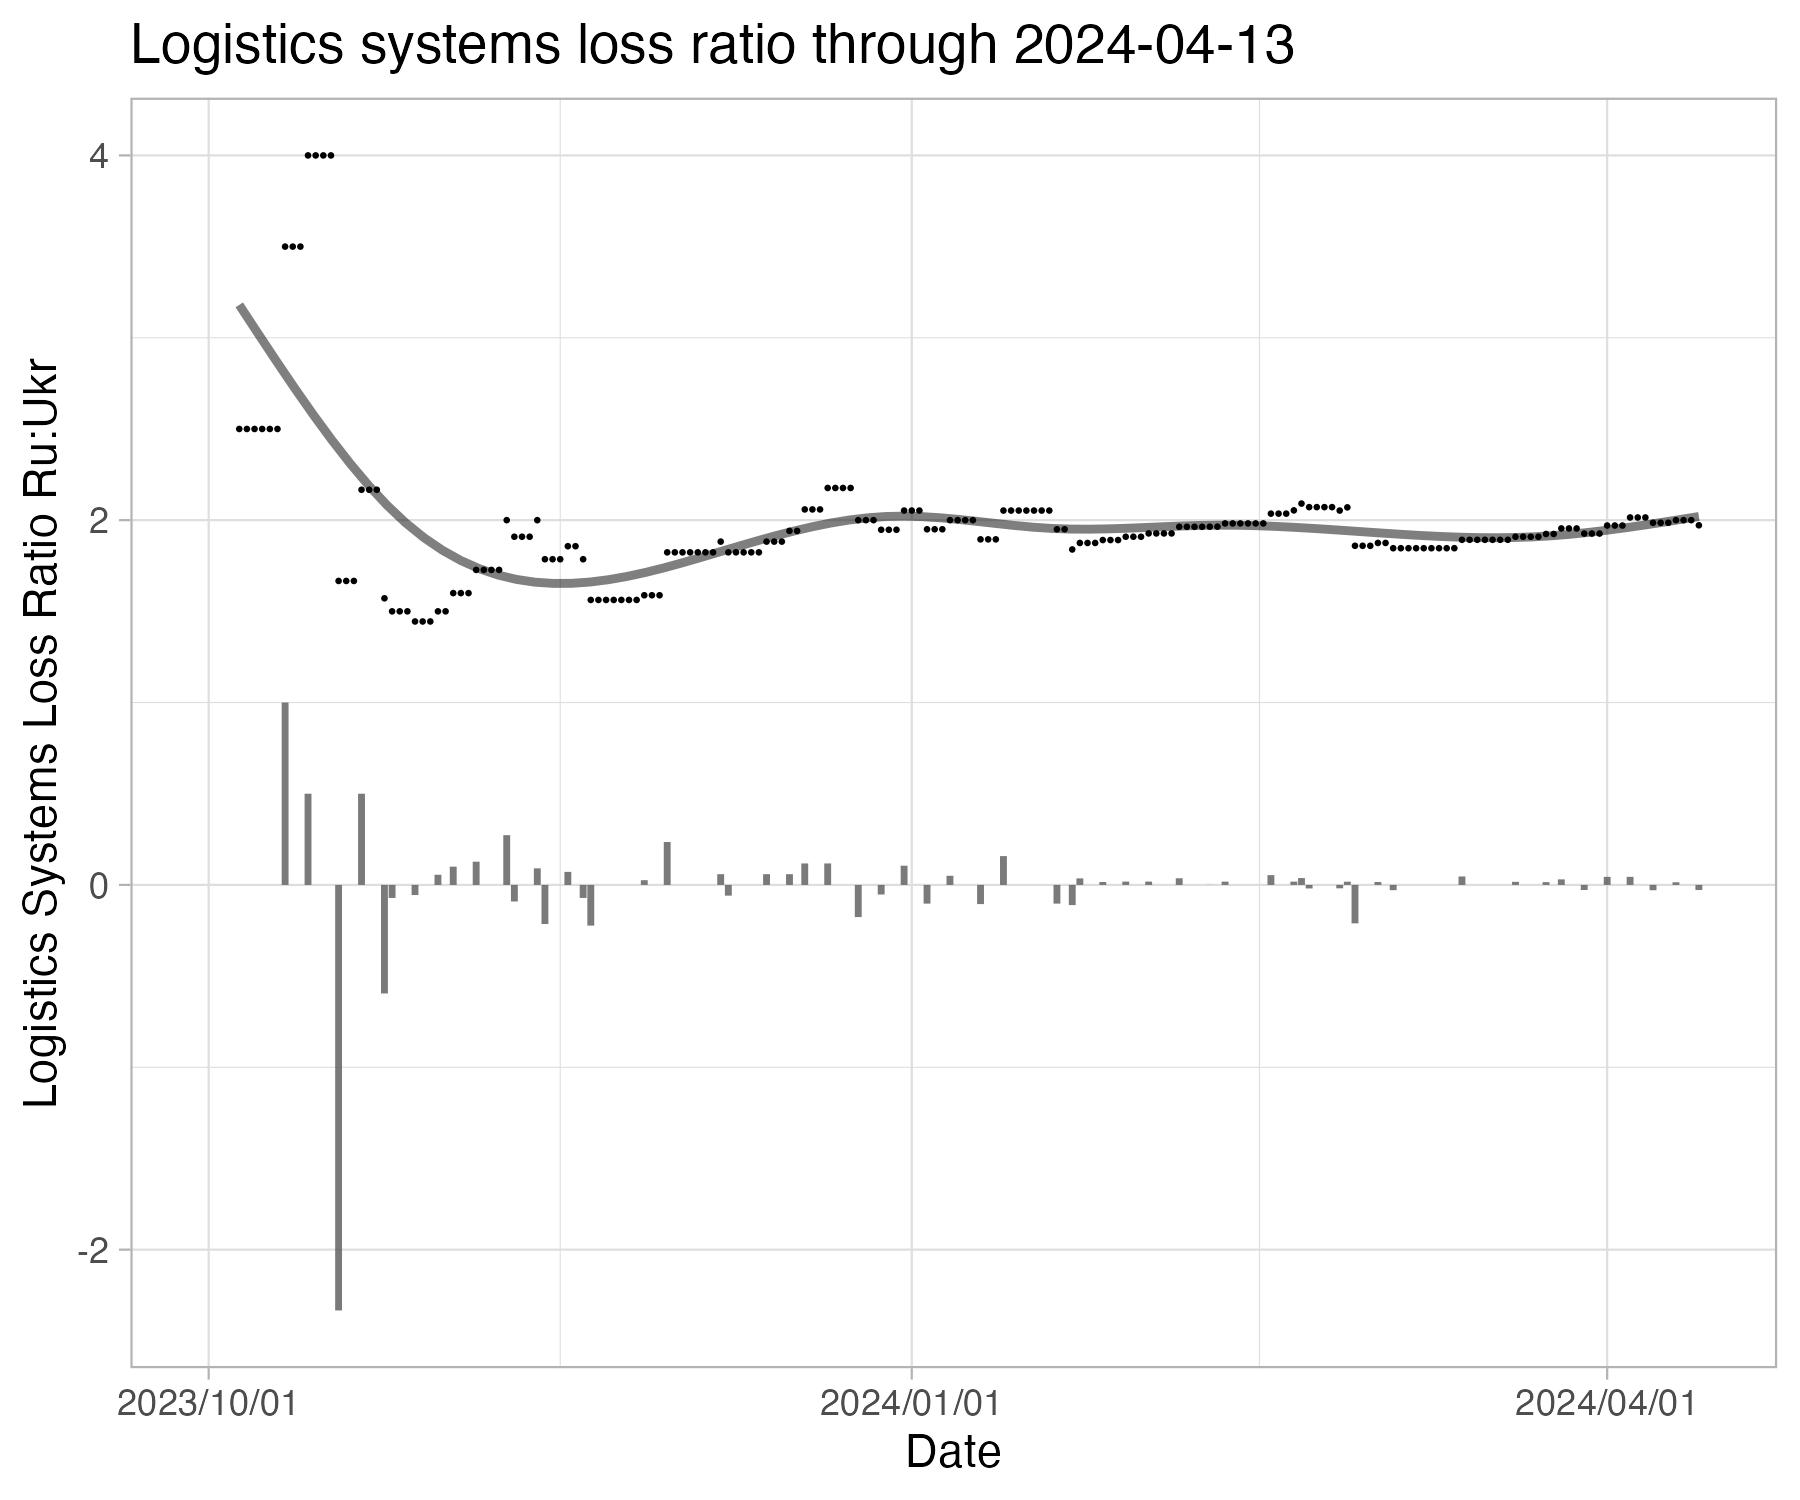 Logistics systems loss ratio through 2024-04-13
Logistics Systems Loss Ratio Ru:Ukr
4
2
0
-2
2023/10/01
2024/01/01
2024/04/01
Date